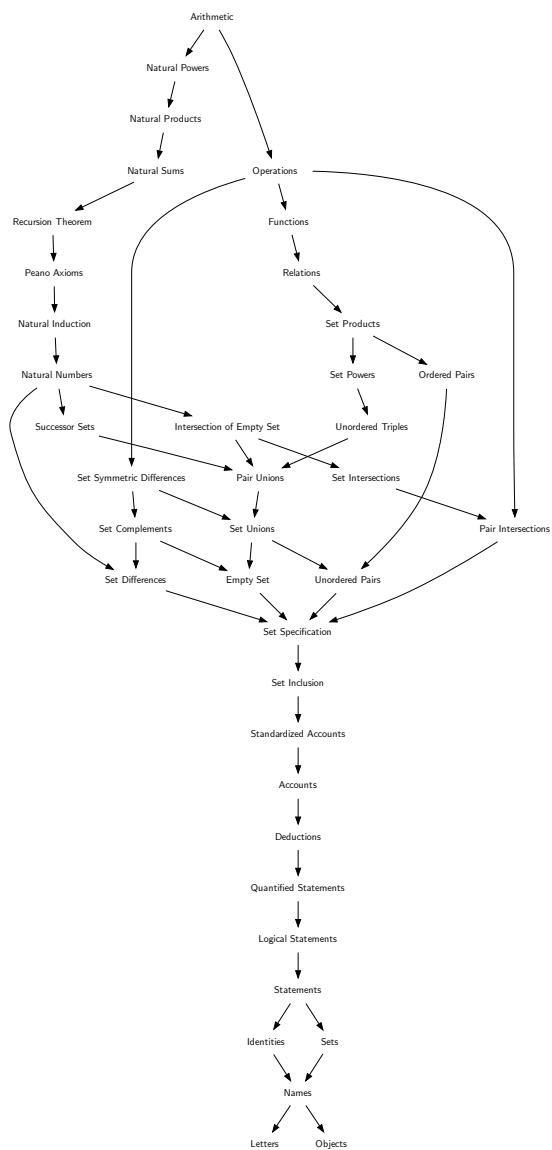 Arithmetic
Natural Powers
Natural Products
Natural Sums
Operations
Recursion Theorem
Functions
Peano Axioms
Relations
Natural Induction
Set Products
Natural Numbers
Set Powers
Ordered Pairs
Successor Sets
Intersection of Empty Set
Unordered Triples
Set Symmetric Differences
Pair Unions
Set Intersections
Set Complements
Set Unions
Pair Intersections
Set Differences
Empty Set
Unordered Pairs
Set Specification
Set Inclusion
Standardized Accounts
Accounts
Deductions
Quantified Statements
Logical Statements
Statements
Identities
Sets
Names
Letters
Objects